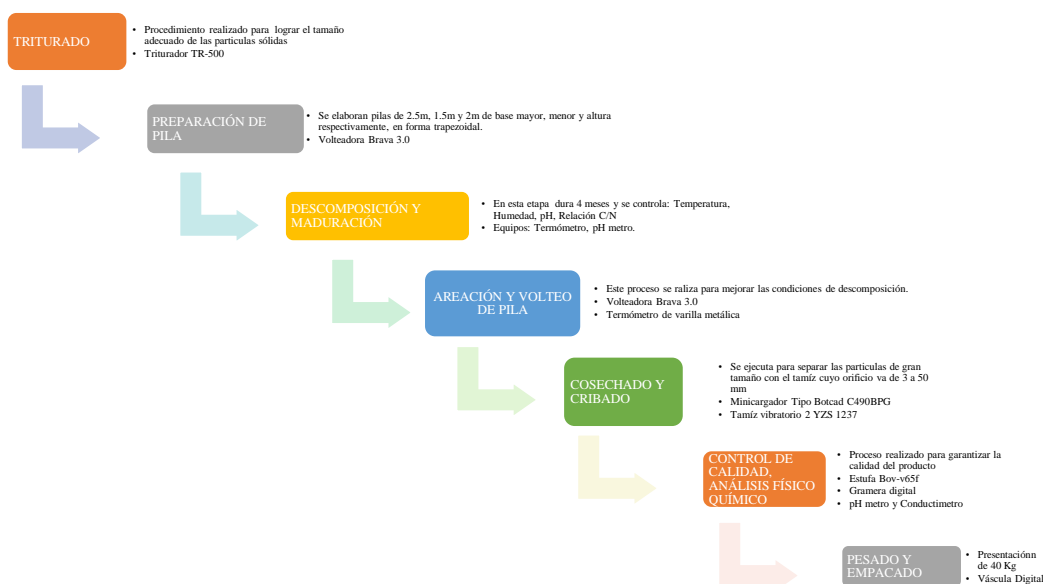 TRITURADO
• Procedimiento realizado para lograr el tamaño
adecuado de las particulas sólidas
• Triturador TR-500
PREPARACIÓN DE
PILA
• Se elaboran pilas de 2.5m, 1.5m y 2m de base mayor, menor y altura
respectivamente, en forma trapezoidal.
• Volteadora Brava 3.0
DESCOMPOSICIÓN Y
MADURACIÓN
• En esta etapa dura 4 meses y se controla: Temperatura,
Humedad, pH, Relación C/N
• Equipos: Termómetro, pH metro.
AREACIÓN Y VOLTEO
DE PILA
• Este proceso se raliza para mejorar las condiciones de descomposición.
• Volteadora Brava 3.0
• Termómetro de varilla metálica
COSECHADO Y
CRIBADO
• Se ejecuta para separar las particulas de gran
tamaño con el tamíz cuyo orificio va de 3 a 50
mm
• Minicargador Tipo Botcad C490BPG
• Tamíz vibratorio 2 YZS 1237
CONTROL DE
CALIDAD,
ANÁLISIS FÍSICO
QUÍMICO
• Proceso realizado para garantizar la
calidad del producto
• Estufa Bov-v65f
• Gramera digital
• pH metro y Conductimetro
PESADO Y
EMPACADO
• Presentaciónn
de 40 Kg
• Váscula Digital